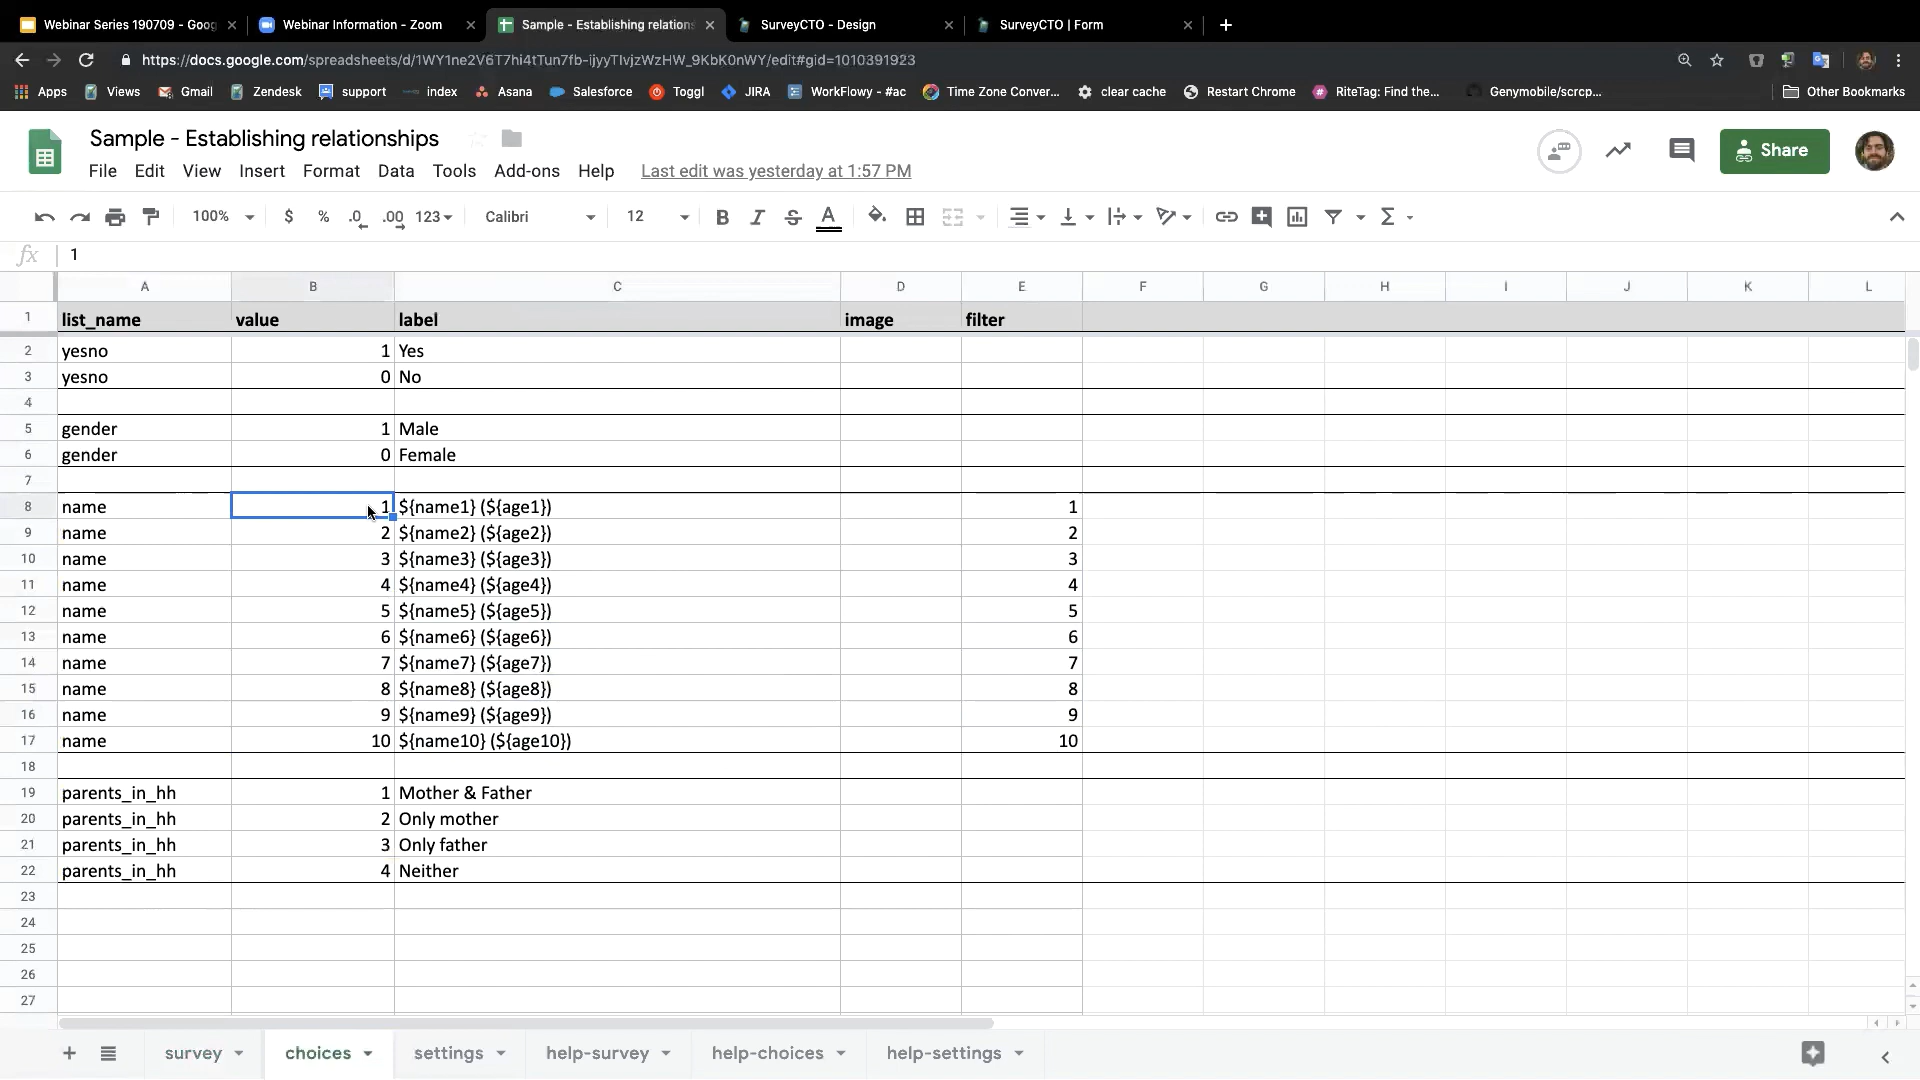 Webinar Series 190709 - Goog
Webinar Information - Zoom
Sample - Establishing relations
SurveyCTO - Design
SurveyCTO | Form
https://docs.google.com/spreadsheets/d/1WY1ne2V6T7hi4tTun7fb-ijyyTIvjzWzHW_9KbK0nWY/edit#gid=1010391923
Apps Views Gmail Zendesk support index Asana Salesforce Toggl JIRA WorkFlowy - #ac Time Zone Conver... clear cache Restart Chrome RiteTag: Find the... Genymobile/scrcp... Other Bookmarks
Sample - Establishing relationships
File Edit View Insert Format Data Tools Add-ons Help Last edit was yesterday at 1:57 PM
Share
100% $ % .0 .00 123 Calibri 12 B I S A
fx 1
A B C D E F G H I J K L
1 list_name value label image filter
2 yesno 1 Yes
3 yesno 0 No
4
5 gender 1 Male
6 gender 0 Female
7
8 name 1 ${name1} (${age1}) 1
9 name 2 ${name2} (${age2}) 2
10 name 3 ${name3} (${age3}) 3
11 name 4 ${name4} (${age4}) 4
12 name 5 ${name5} (${age5}) 5
13 name 6 ${name6} (${age6}) 6
14 name 7 ${name7} (${age7}) 7
15 name 8 ${name8} (${age8}) 8
16 name 9 ${name9} (${age9}) 9
17 name 10 ${name10} (${age10}) 10
18
19 parents_in_hh 1 Mother & Father
20 parents_in_hh 2 Only mother
21 parents_in_hh 3 Only father
22 parents_in_hh 4 Neither
23
24
25
26
27
survey choices settings help-survey help-choices help-settings